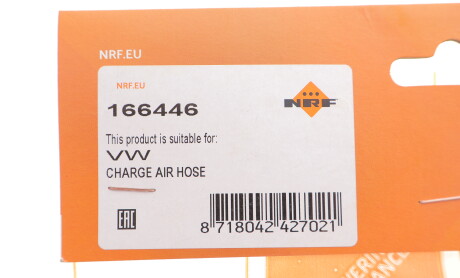 NRF.EU
NRF.EU
166446
NRF
This product is suitable for:
VW
CHARGE AIR HOSE
EAC
8 718042 427021